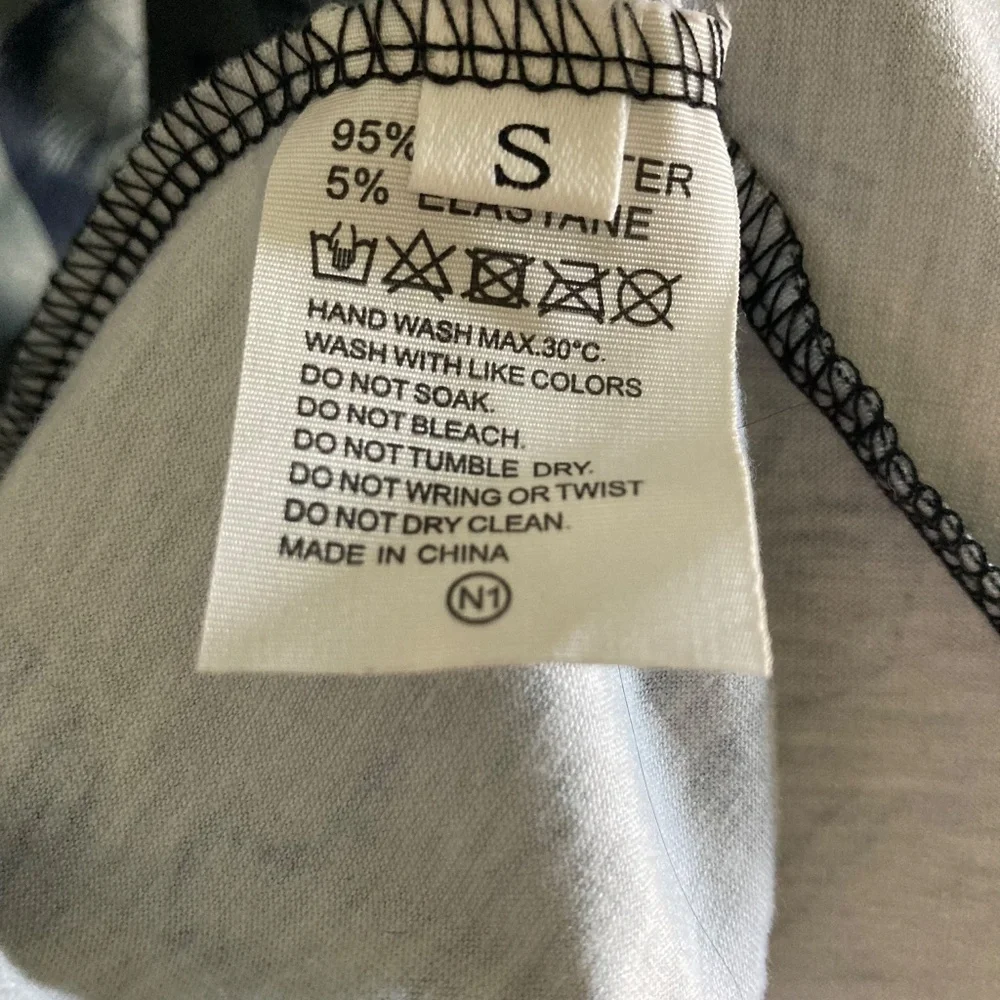 S
95% TER
5% ELASTANE
HAND WASH MAX.30°C.
WASH WITH LIKE COLORS
DO NOT SOAK.
DO NOT BLEACH.
DO NOT TUMBLE DRY.
DO NOT WRING OR TWIST
DO NOT DRY CLEAN.
MADE IN CHINA
N1